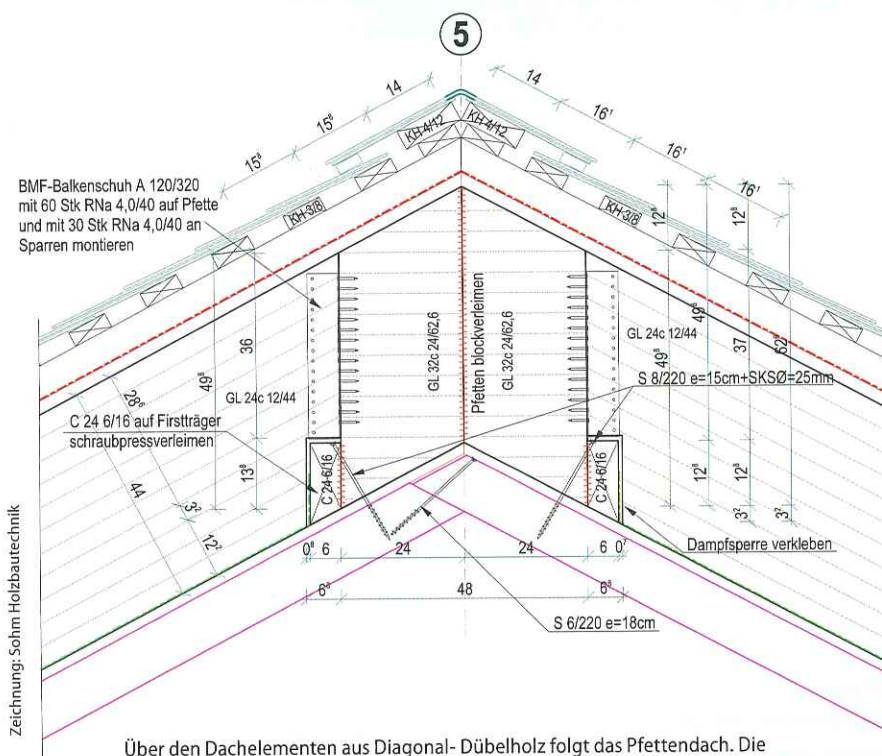 5
14
15⁸
15⁸
14
16¹
16¹
16¹
KH 4/12
KH 4/12
KH-3/8
KH-3/8
BMF-Balkenschuh A 120/320
mit 60 Stk RNa 4,0/40 auf Pfette
und mit 30 Stk RNa 4,0/40 an
Sparren montieren
12⁸
12⁸
49⁸
36
49⁸
GL 24c 12/44
GL 32c 24/62,6
Pfetten blockverleimen
GL 32c 24/62,6
GL 24c 12/44
49⁸
37
62⁶
S 8/220 e=15cm+SKSØ=25mm
28⁶
C 24 6/16 auf Firstträger
schraubpressverleimen
13⁸
C 24 6/16
C 24 6/16
12⁸
12⁸
44
3²
12²
3²
3²
Dampfsperre verkleben
6
24
24
6
6⁸
48
6⁸
S 6/220 e=18cm
Zeichnung: Sohm Holzbautechnik
Über den Dachelementen aus Diagonal- Dübelholz folgt das Pfettendach. Die